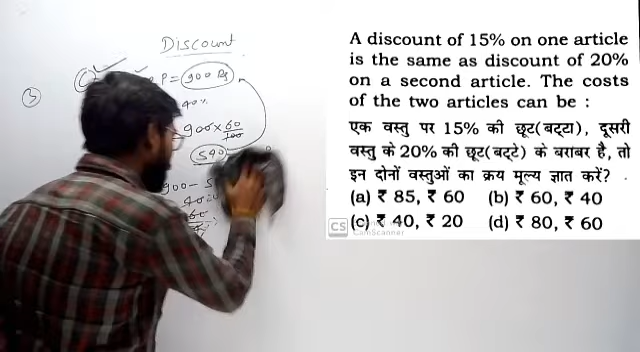 Discount
P = 900 Rs
3
40%
900 × 60/100
540
A discount of 15% on one article
is the same as discount of 20%
on a second article. The costs
of the two articles can be :
एक वस्तु पर 15% की छूट(बट्टा), दूसरी
वस्तु के 20% की छूट(बट्टे) के बराबर है, तो
इन दोनों वस्तुओं का क्रय मूल्य ज्ञात करें?
(a) ₹ 85, ₹ 60 (b) ₹ 60, ₹ 40
(c) ₹ 40, ₹ 20 (d) ₹ 80, ₹ 60
CS CamScanner